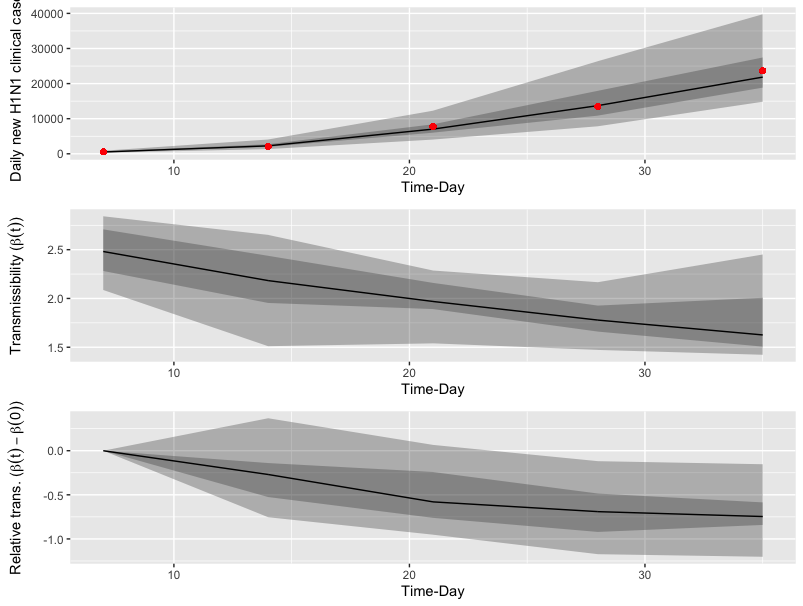 Daily new H1N1 clinical case
40000
30000
20000
10000
0
10 20 30
Time-Day
Transmissibility (β(t))
2.5
2.0
1.5
10 20 30
Time-Day
Relative trans. (β(t) − β(0))
0.0
-0.5
-1.0
10 20 30
Time-Day